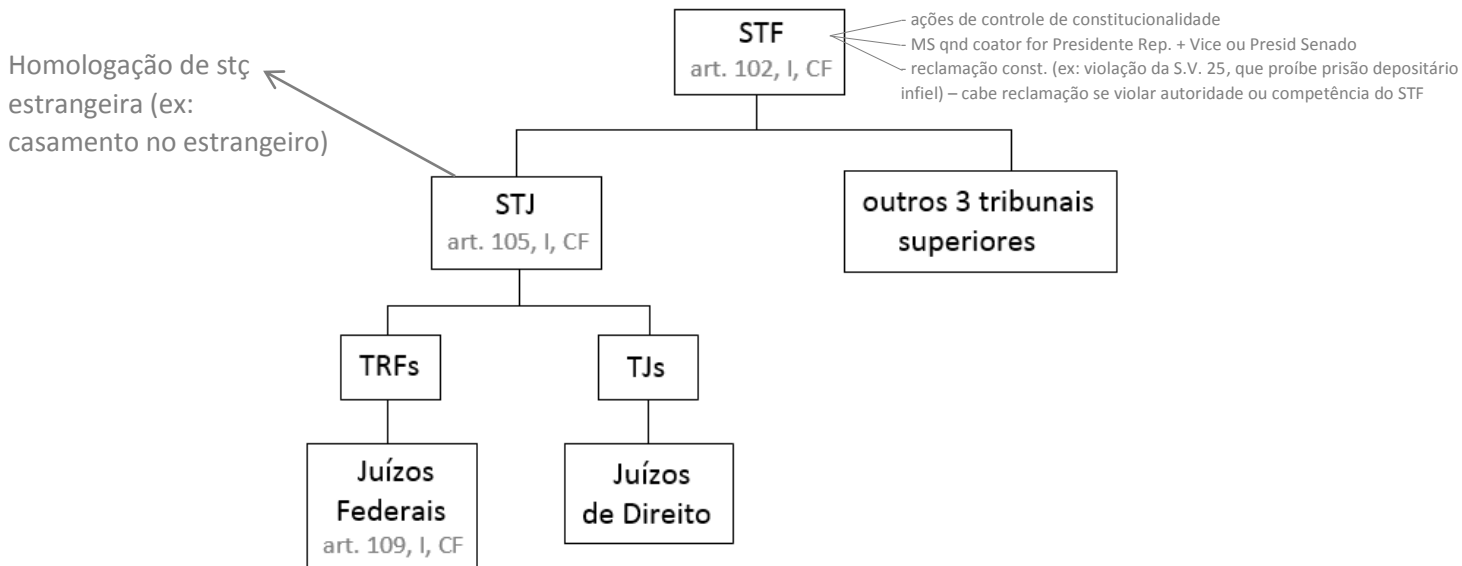 STF
art. 102, I, CF
- ações de controle de constitucionalidade
- MS qnd coator for Presidente Rep. + Vice ou Presid Senado
- reclamação const. (ex: violação da S.V. 25, que proíbe prisão depositário
infiel) – cabe reclamação se violar autoridade ou competência do STF
Homologação de stç
estrangeira (ex:
casamento no estrangeiro)
STJ
art. 105, I, CF
outros 3 tribunais
superiores
TRFs
TJs
Juízos
Federais
art. 109, I, CF
Juízos
de Direito